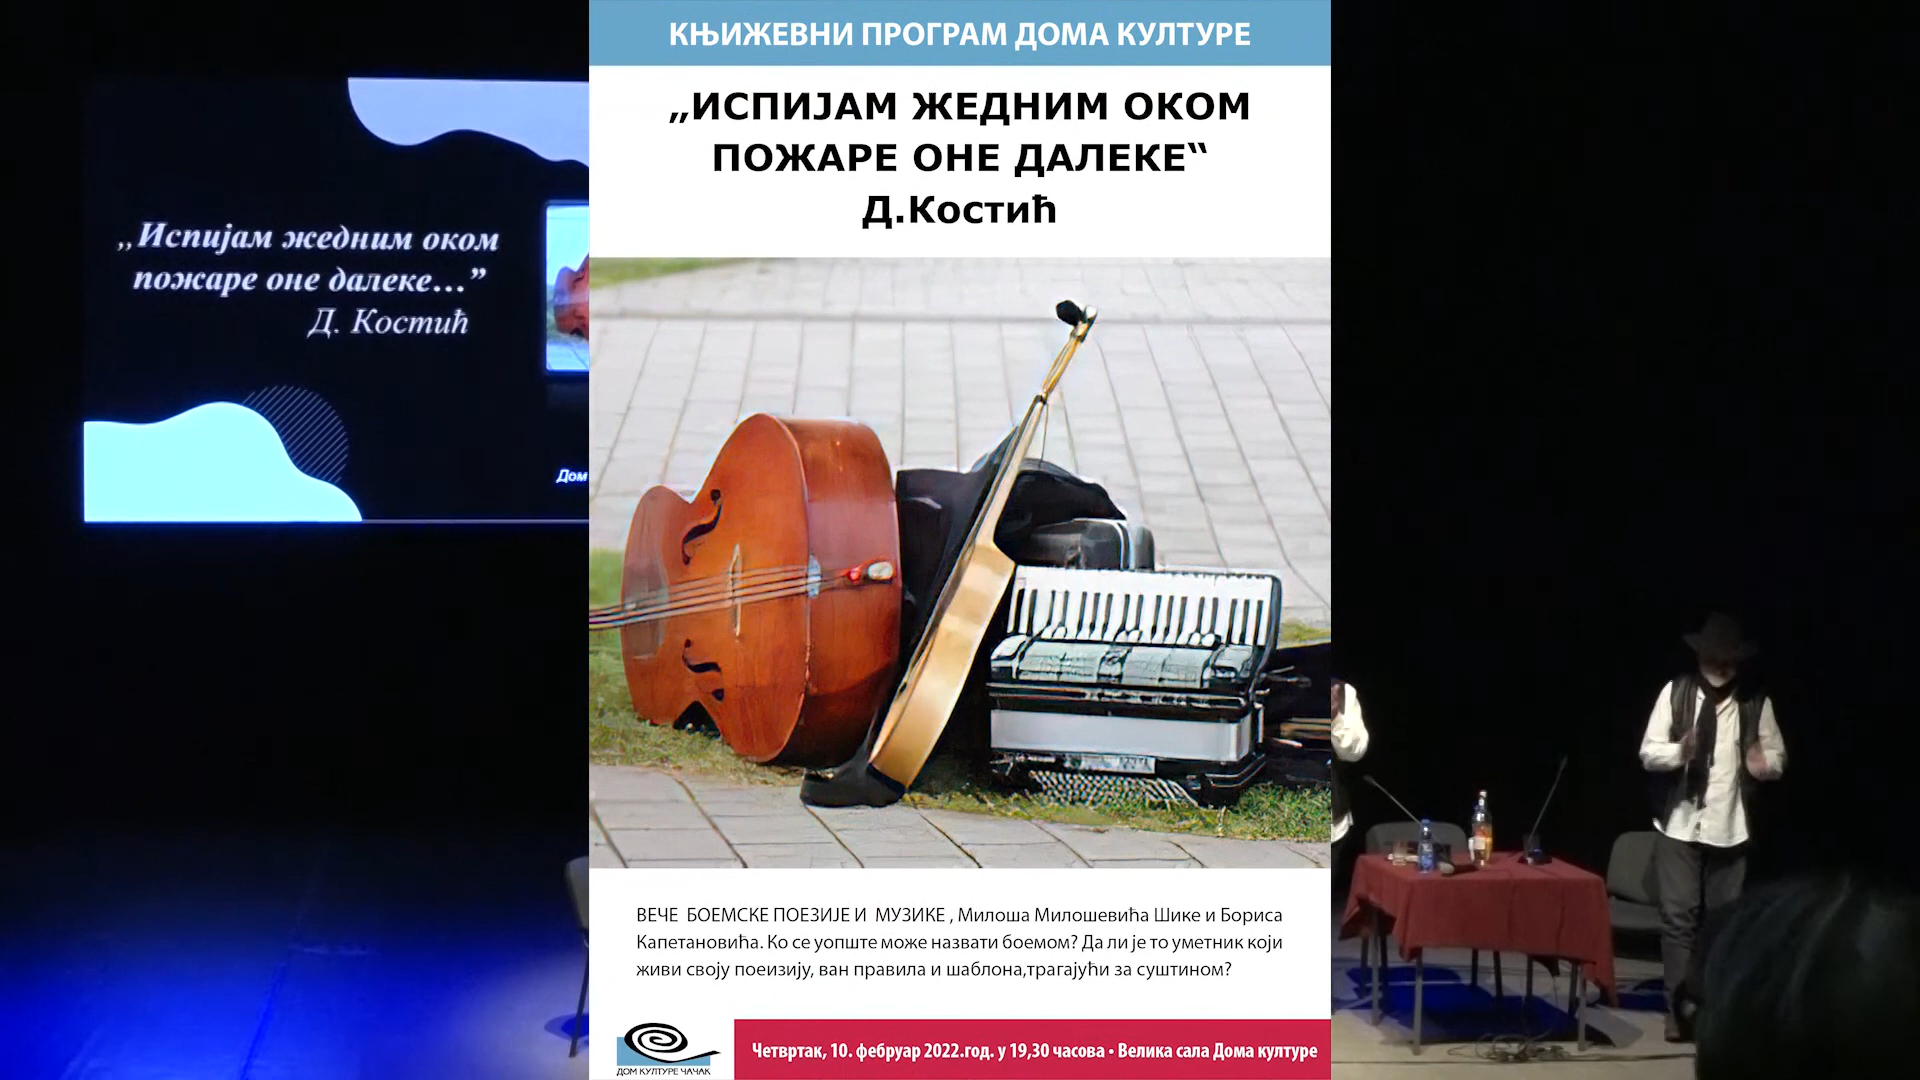 КЊИЖЕВНИ ПРОГРАМ ДОМА КУЛТУРЕ
„ИСПИЈАМ ЖЕДНИМ ОКОМ
ПОЖАРЕ ОНЕ ДАЛЕКЕ‟
Д.Костић
ВЕЧЕ БОЕМСКЕ ПОЕЗИЈЕ И МУЗИКЕ , Милоша Милошевића Шике и Бориса
Капетановића. Ко се уопште може назвати боемом? Да ли је то уметник који
живи своју поеизију, ван правила и шаблона,трагајући за суштином?
ДОМ КУЛТУРЕ ЧАЧАК
Четвртак, 10. фебруар 2022.год. у 19,30 часова • Велика сала Дома културе
,,Испијам жедним оком
пожаре оне далеке...”
Д. Костић
Дом